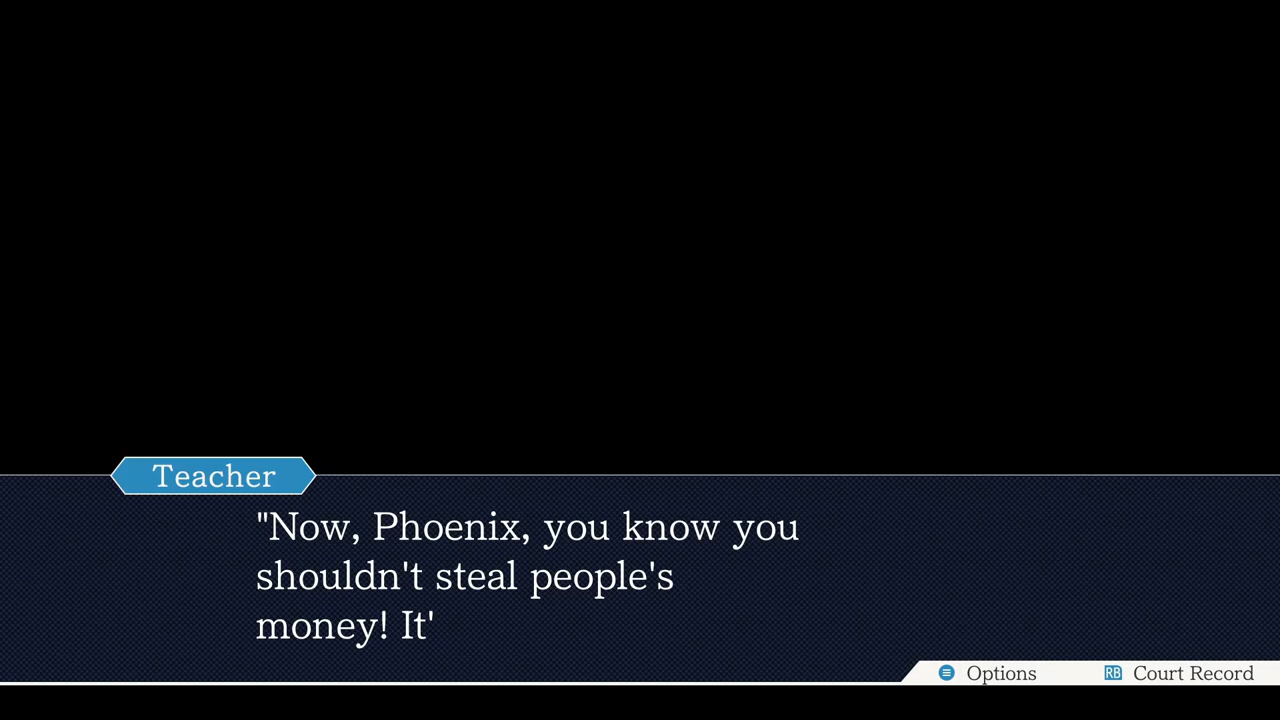 Teacher
"Now, Phoenix, you know you
shouldn't steal people's
money! It'
Options
RB Court Record